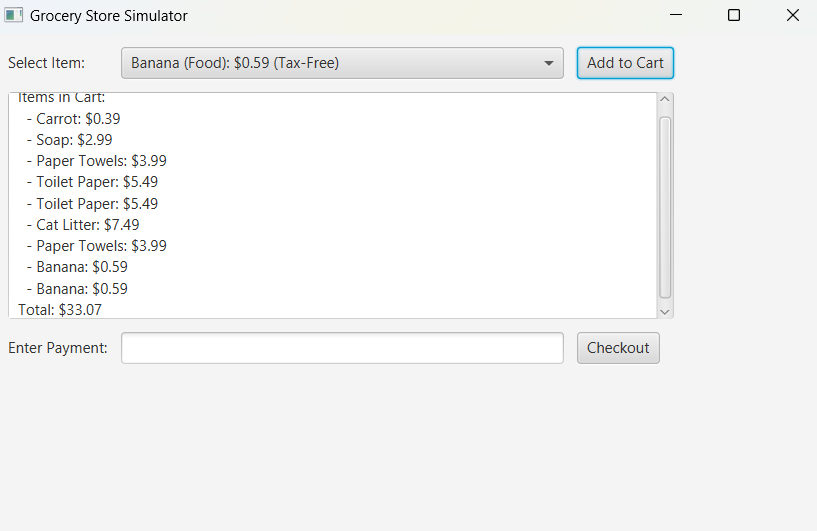 Grocery Store Simulator
Select Item: Banana (Food): $0.59 (Tax-Free) Add to Cart
Items in Cart:
- Carrot: $0.39
- Soap: $2.99
- Paper Towels: $3.99
- Toilet Paper: $5.49
- Toilet Paper: $5.49
- Cat Litter: $7.49
- Paper Towels: $3.99
- Banana: $0.59
- Banana: $0.59
Total: $33.07
Enter Payment: Checkout